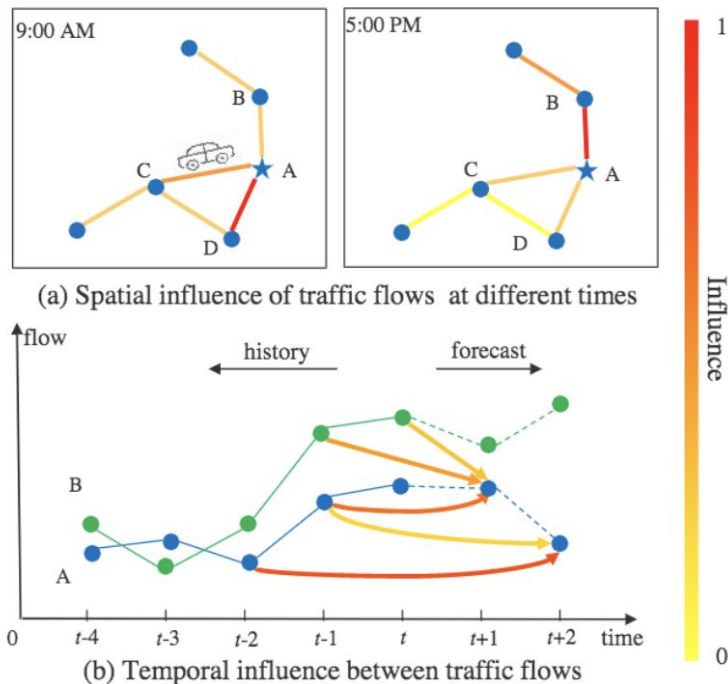 9:00 AM
B
C
A
D
5:00 PM
B
C
A
D
1
Influence
0
(a) Spatial influence of traffic flows at different times
flow
history
forecast
B
A
0
t-4
t-3
t-2
t-1
t
t+1
t+2
time
(b) Temporal influence between traffic flows